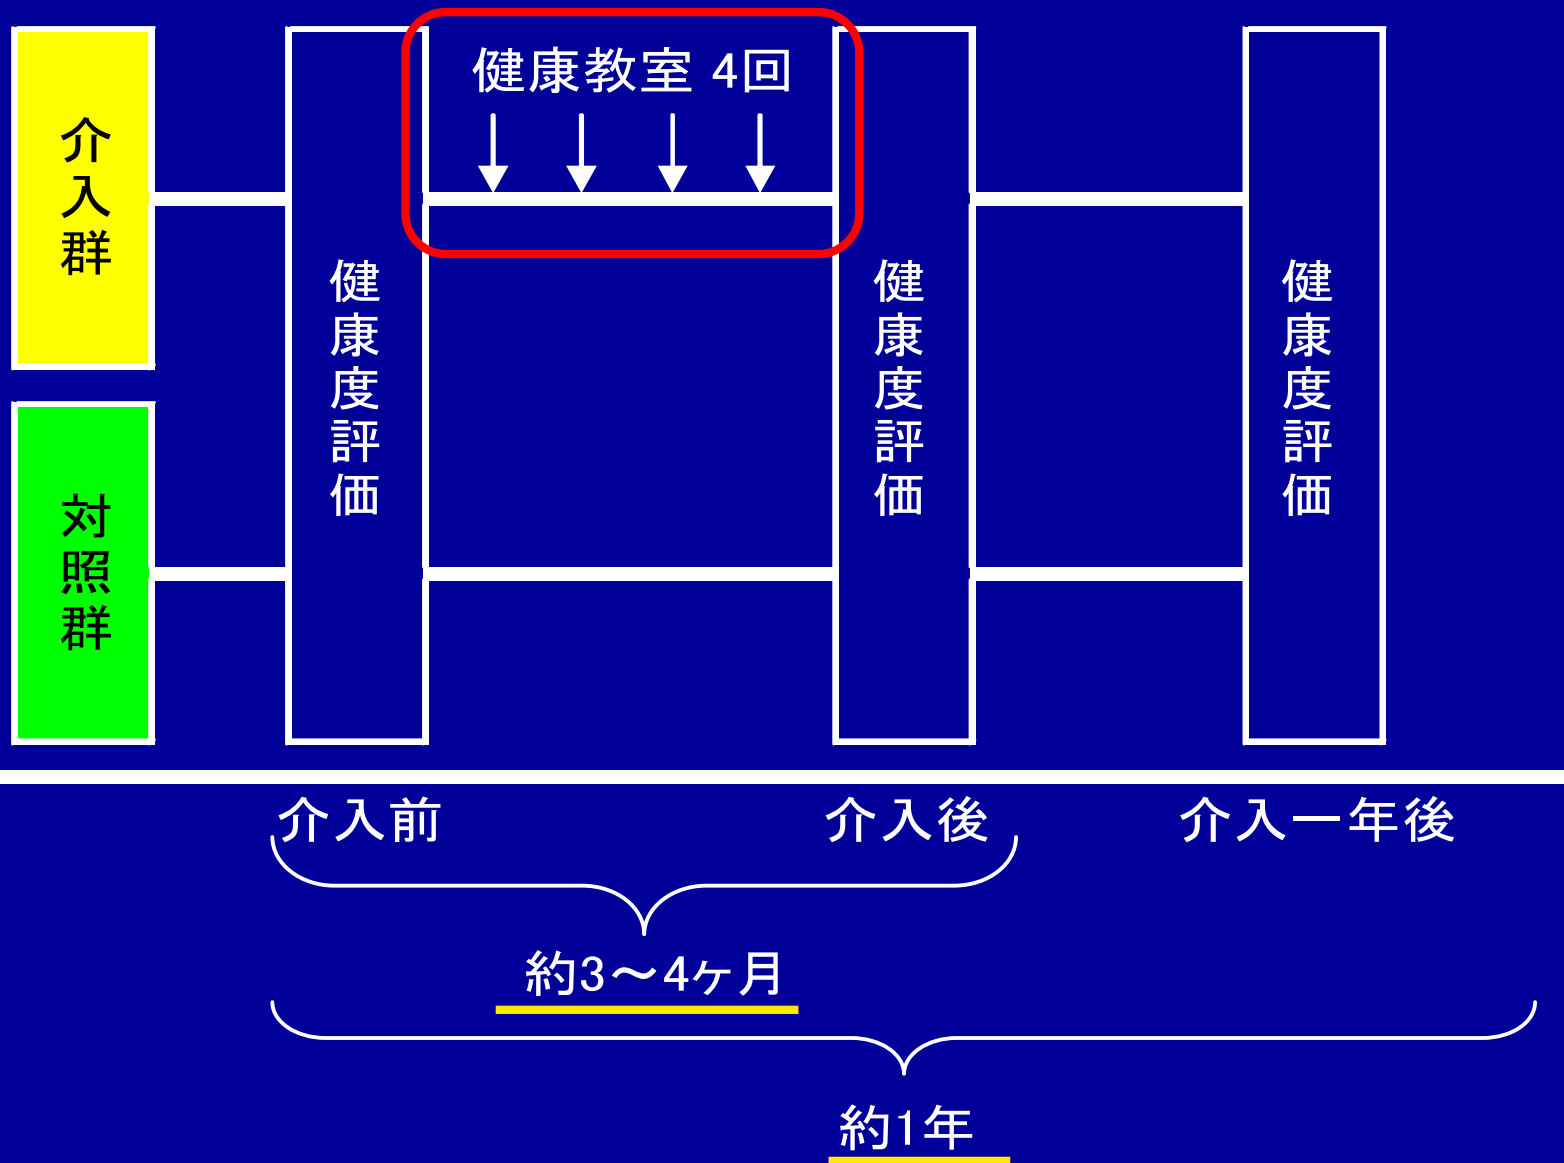 介入群
対照群
健康度評価
健康教室 4回
健康度評価
健康度評価
介入前
介入後
介入一年後
約3～4ヶ月
約1年